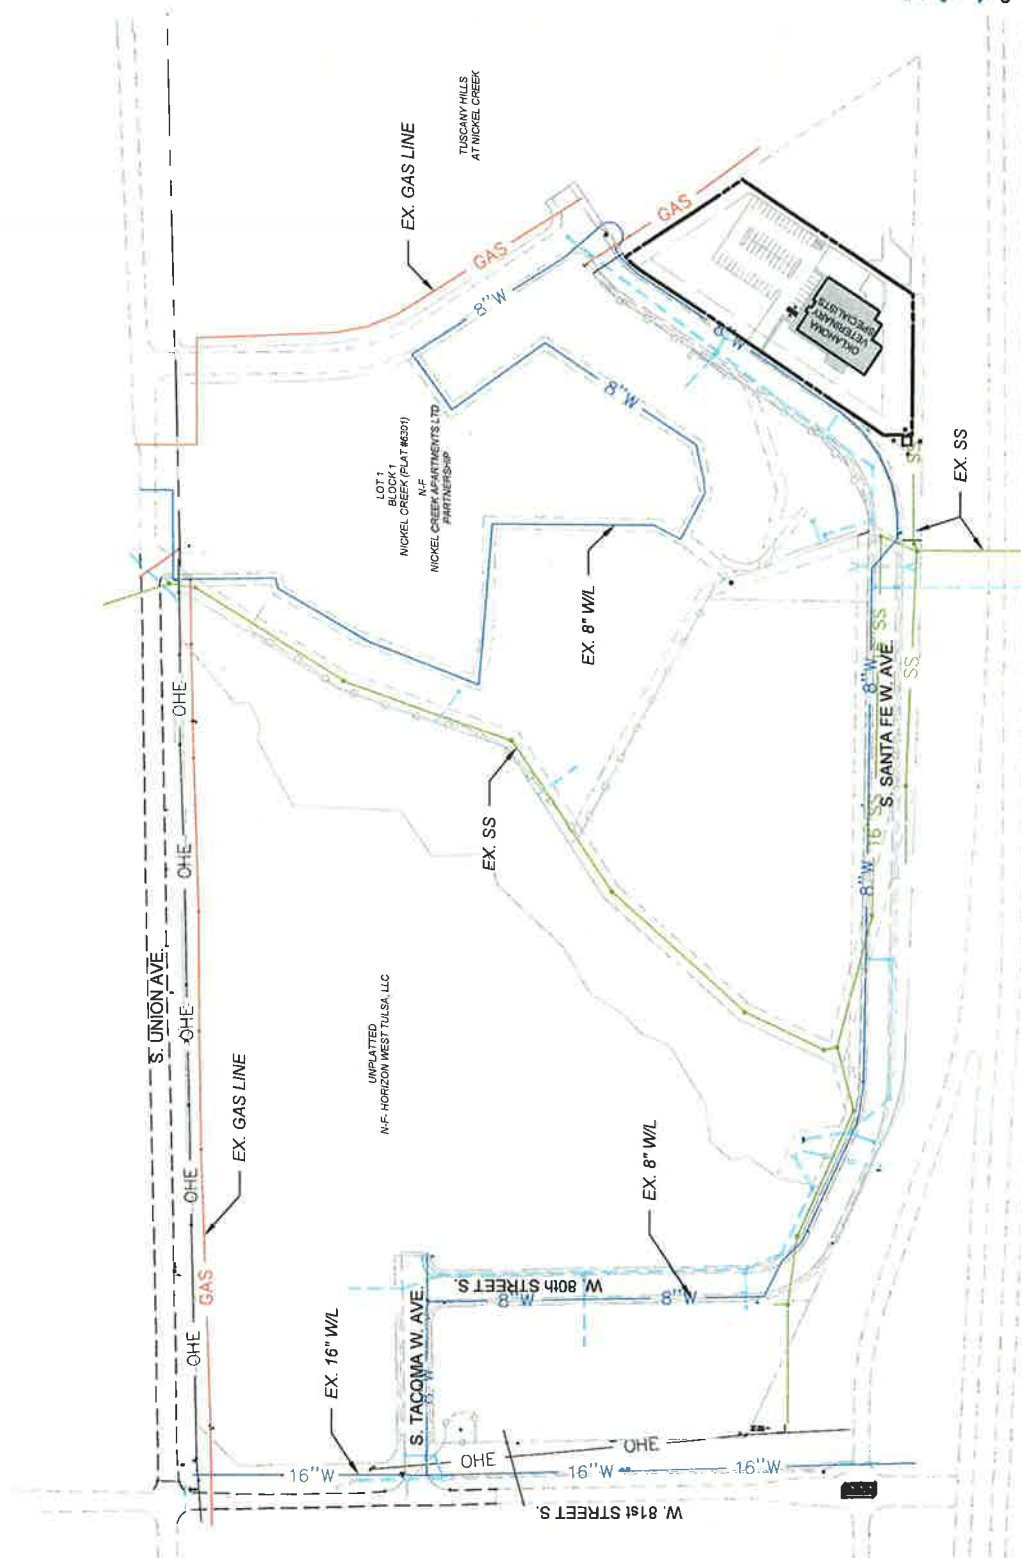 TUSCANY HILLS
AT NICKEL CREEK
EX. GAS LINE
GAS
GAS
8"W
8"W
8"W
OKLAHOMA
VETERINARY
SPECIALISTS
LOT 1
BLOCK 1
NICKEL CREEK (PLAT #6301)
N-F
NICKEL CREEK APARTMENTS LTD
PARTNERSHIP
SS
EX. SS
EX. 8" W/L
OHE
OHE
OHE
OHE
OHE
S. UNION AVE.
EX. SS
8"W
SS
SS
S. SANTA FE W. AVE.
16" SS
8"W
UNPLATTED
N-F- HORIZON WEST TULSA, LLC
EX. GAS LINE
GAS
EX. 8" W/L
W. 80th STREET S.
8"W
8"W
S. TACOMA W. AVE.
8"W
EX. 16" W/L
OHE
OHE
16"W
16"W
16"W
W. 81st STREET S.